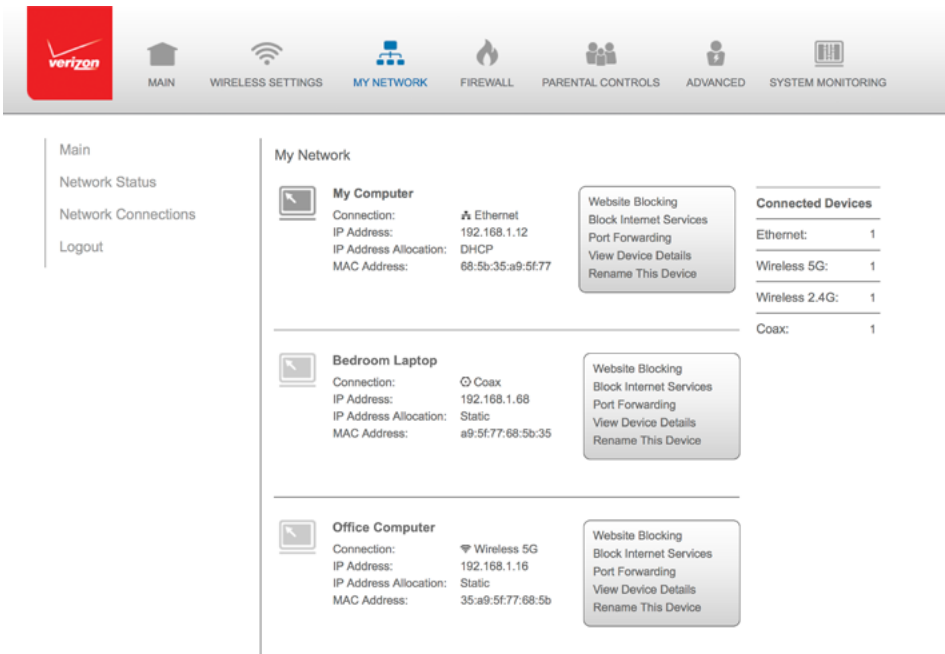 verizon
MAIN
WIRELESS SETTINGS
MY NETWORK
FIREWALL
PARENTAL CONTROLS
ADVANCED
SYSTEM MONITORING
Main
Network Status
Network Connections
Logout
My Network
My Computer
Connection: Ethernet
IP Address: 192.168.1.12
IP Address Allocation: DHCP
MAC Address: 68:5b:35:a9:5f:77
Website Blocking
Block Internet Services
Port Forwarding
View Device Details
Rename This Device
Connected Devices
Ethernet: 1
Wireless 5G: 1
Wireless 2.4G: 1
Coax: 1
Bedroom Laptop
Connection: Coax
IP Address: 192.168.1.68
IP Address Allocation: Static
MAC Address: a9:5f:77:68:5b:35
Website Blocking
Block Internet Services
Port Forwarding
View Device Details
Rename This Device
Office Computer
Connection: Wireless 5G
IP Address: 192.168.1.16
IP Address Allocation: Static
MAC Address: 35:a9:5f:77:68:5b
Website Blocking
Block Internet Services
Port Forwarding
View Device Details
Rename This Device